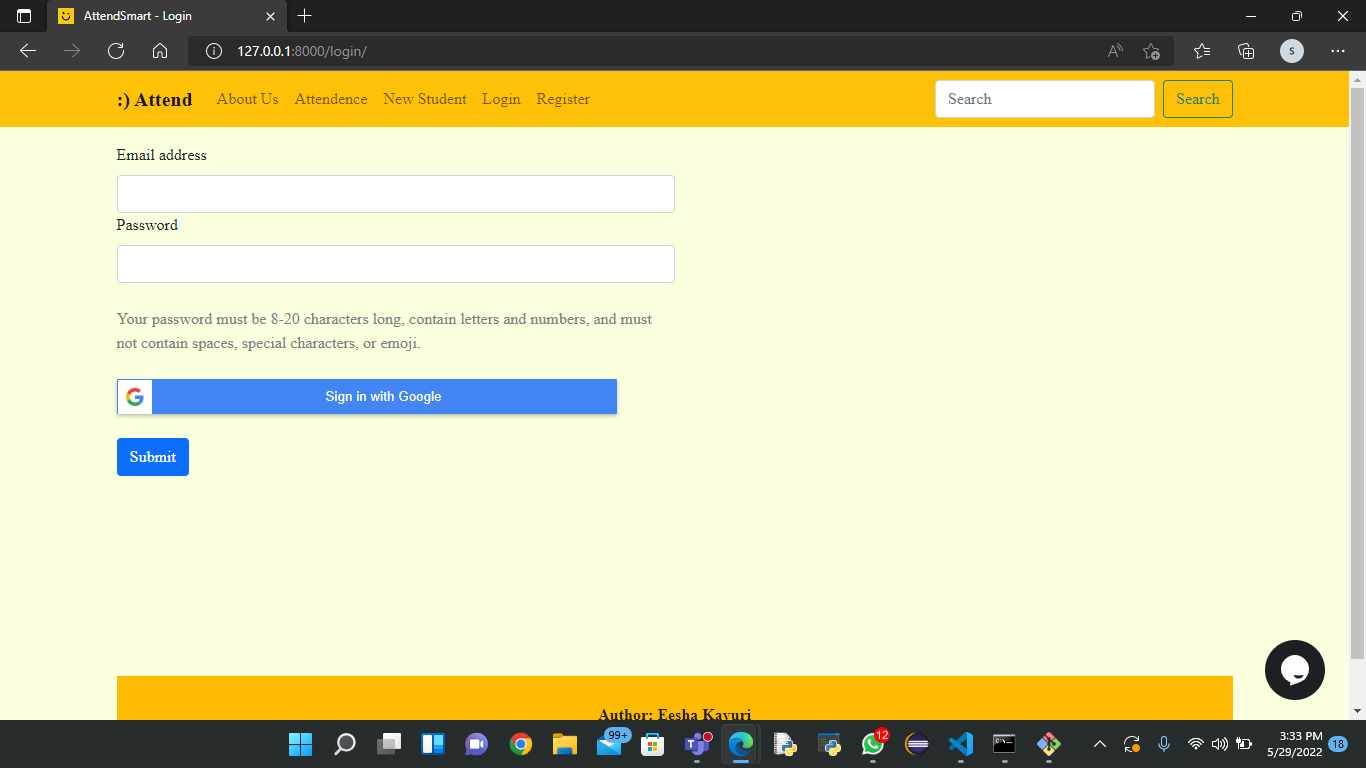 AttendSmart - Login
127.0.0.1:8000/login/
S
:) Attend About Us Attendence New Student Login Register Search Search
Email address
Password
Your password must be 8-20 characters long, contain letters and numbers, and must
not contain spaces, special characters, or emoji.
G Sign in with Google
Submit
Author: Eesha Kavuri
99+
12
3:33 PM
5/29/2022 18